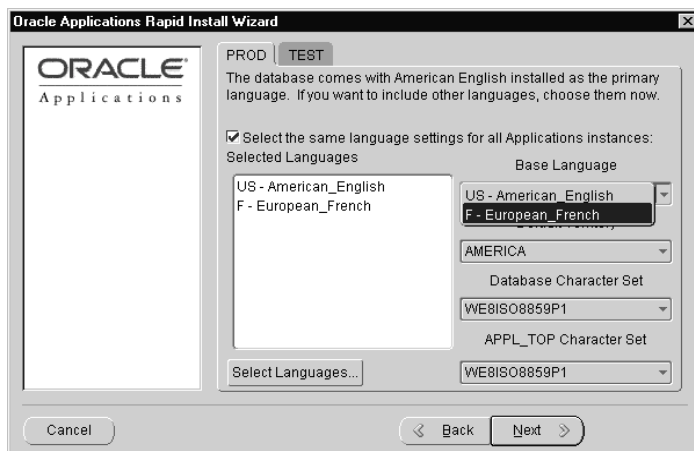 Oracle Applications Rapid Install Wizard
ORACLE®
Applications
PROD
TEST
The database comes with American English installed as the primary
language. If you want to include other languages, choose them now.
Select the same language settings for all Applications instances:
Selected Languages
US - American_English
F - European_French
Select Languages...
Base Language
US - American_English
F - European_French
AMERICA
Database Character Set
WE8ISO8859P1
APPL_TOP Character Set
WE8ISO8859P1
Cancel
Back
Next